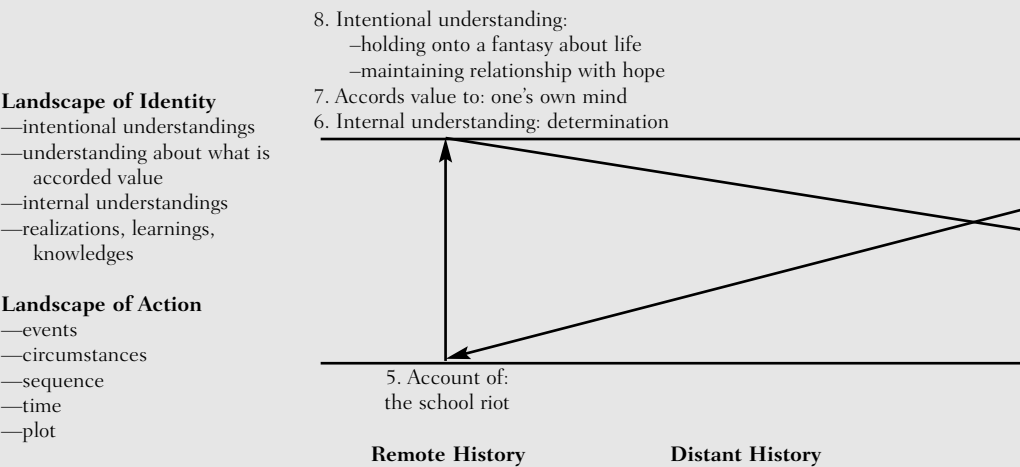 8. Intentional understanding:
–holding onto a fantasy about life
–maintaining relationship with hope
7. Accords value to: one's own mind
6. Internal understanding: determination
Landscape of Identity
—intentional understandings
—understanding about what is
accorded value
—internal understandings
—realizations, learnings,
knowledges
Landscape of Action
—events
—circumstances
—sequence
—time
—plot
5. Account of:
the school riot
Remote History
Distant History